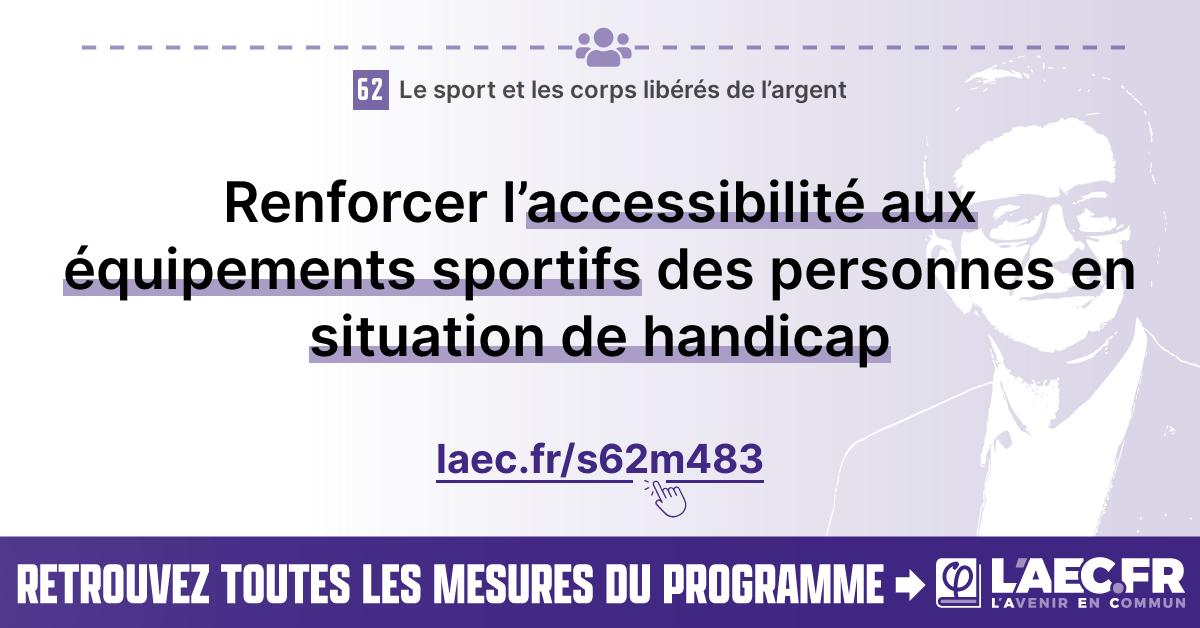 62 Le sport et les corps libérés de l’argent
Renforcer l’accessibilité aux
équipements sportifs des personnes en
situation de handicap
laec.fr/s62m483
RETROUVEZ TOUTES LES MESURES DU PROGRAMME
φ L'AEC.FR
L'AVENIR EN COMMUN